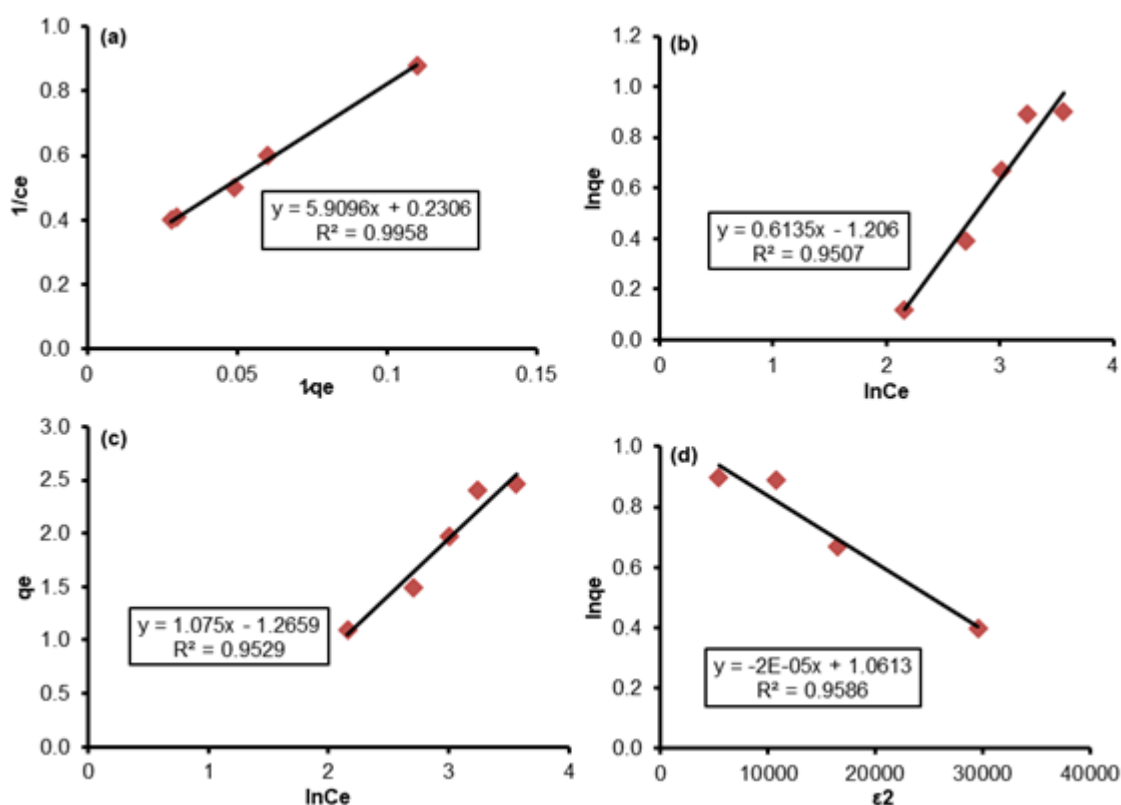 (a)
1.0
0.8
0.6
0.4
0.2
0.0
1/ce
y = 5.9096x + 0.2306
R² = 0.9958
0 0.05 0.1 0.15
1/qe
(b)
1.2
1.0
0.8
0.6
0.4
0.2
0.0
lnqe
y = 0.6135x - 1.206
R² = 0.9507
0 1 2 3 4
lnCe
(c)
3.0
2.5
2.0
1.5
1.0
0.5
0.0
qe
y = 1.075x - 1.2659
R² = 0.9529
0 1 2 3 4
lnCe
(d)
1.0
0.8
0.6
0.4
0.2
0.0
lnqe
y = -2E-05x + 1.0613
R² = 0.9586
0 10000 20000 30000 40000
ε2